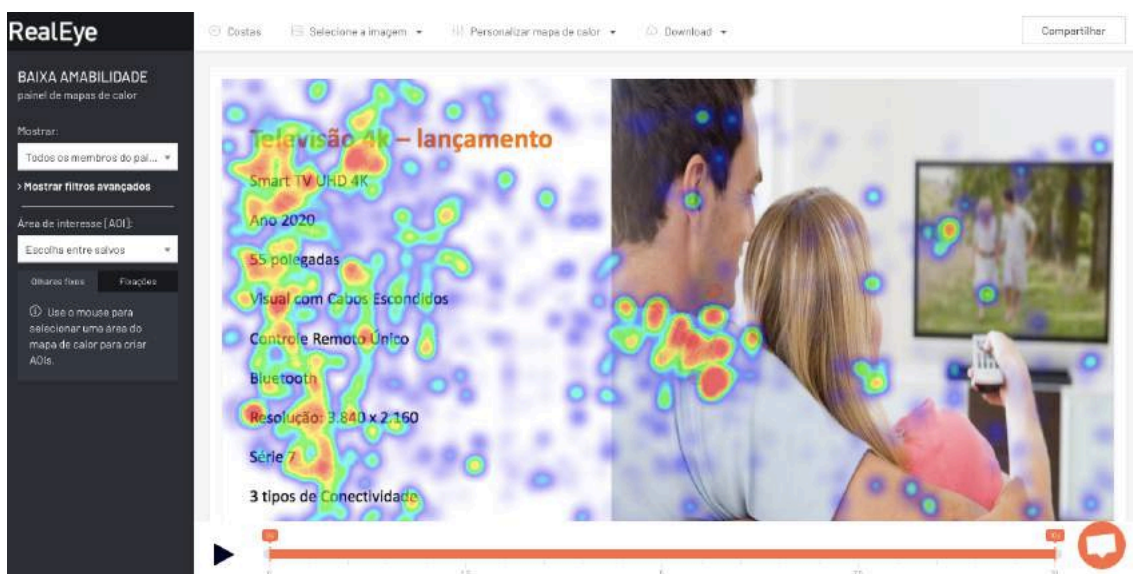 RealEye
Costas
Selecione a imagem
Personalizar mapa de calor
Download
Compartilhar
BAIXA AMABILIDADE
painel de mapas de calor
Mostrar:
Todos os membros do pai...
> Mostrar filtros avançados
Área de interesse [AOI]:
Escolha entre salvos
Olhares fixos
Fixações
Use o mouse para
selecionar uma área do
mapa de calor para criar
AOIs.
Televisão 4k – lançamento
Smart TV UHD 4K
Ano 2020
55 polegadas
Visual com Cabos Escondidos
Controle Remoto Único
Bluetooth
Resolução: 3.840 x 2.160
Série 7
3 tipos de Conectividade